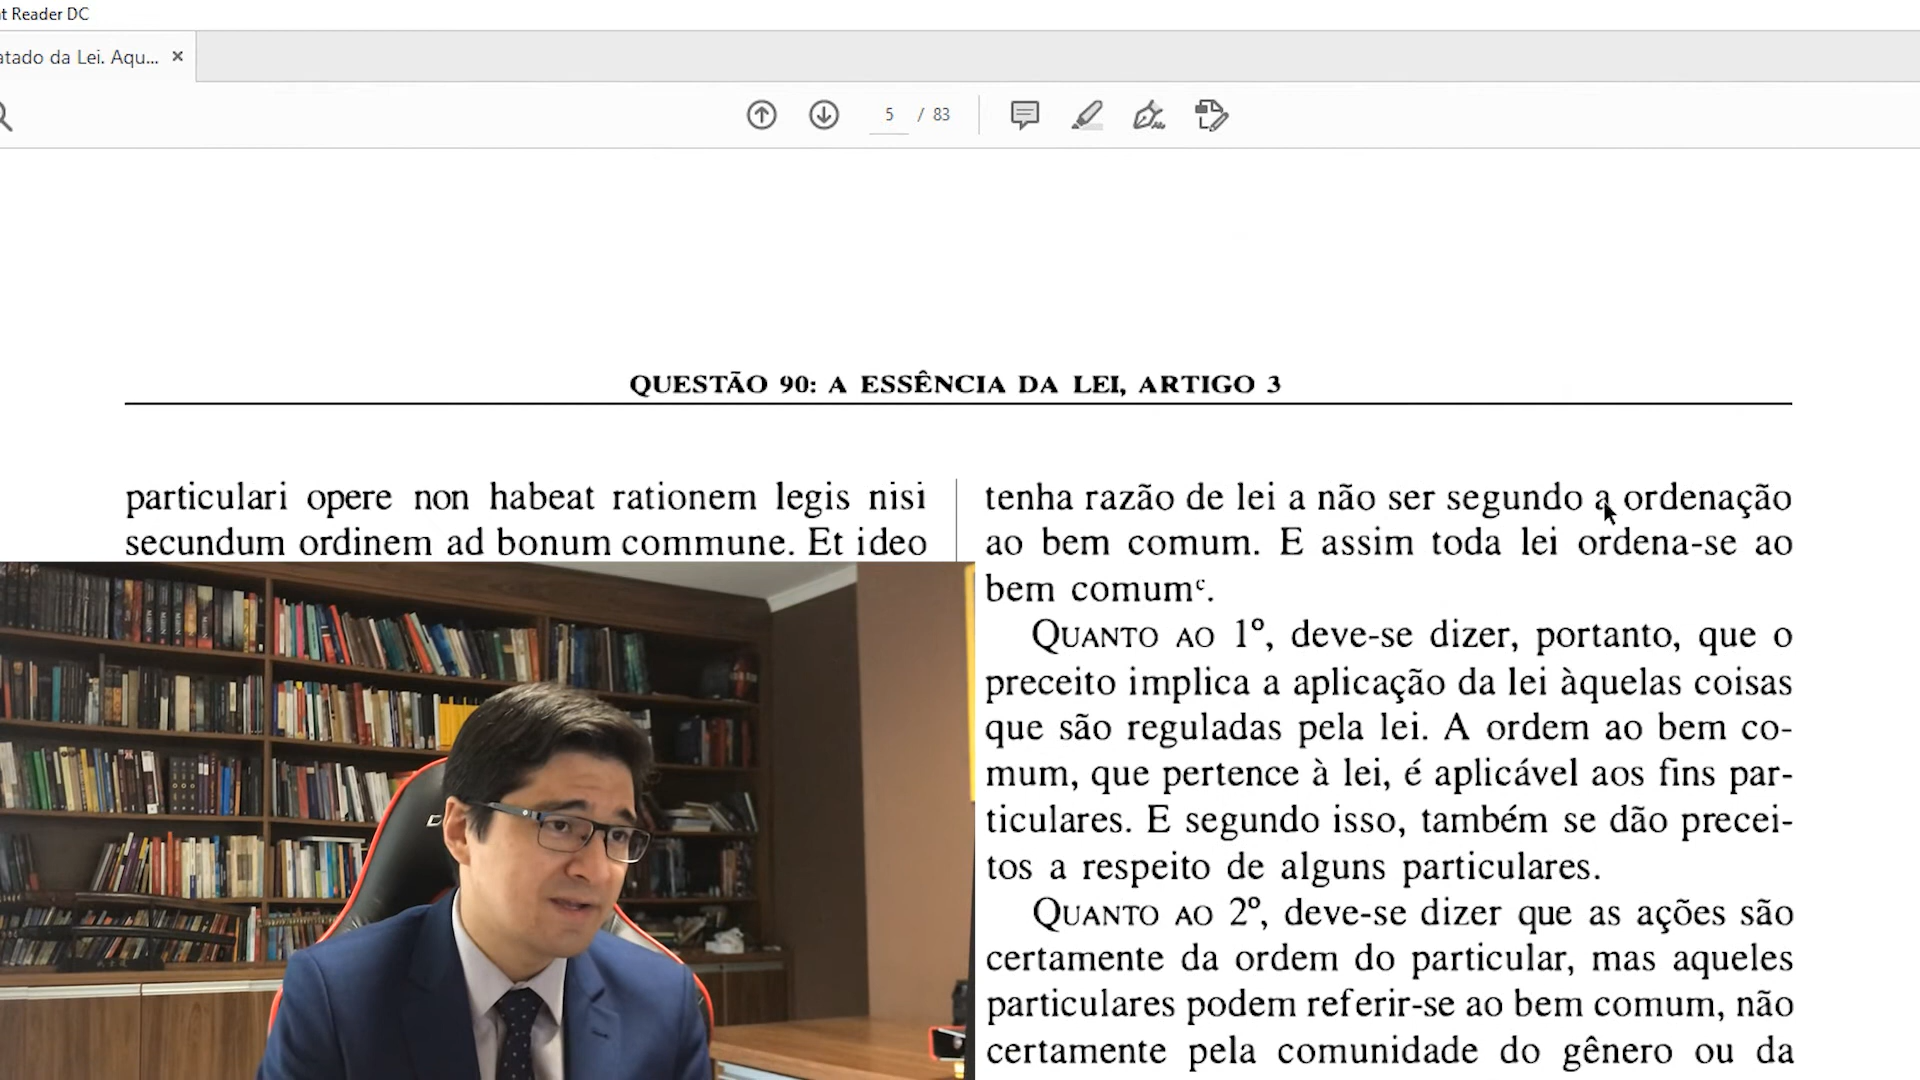 t Reader DC
atado da Lei. Aqu...
5 / 83
QUESTÃO 90: A ESSÊNCIA DA LEI, ARTIGO 3
particulari opere non habeat rationem legis nisi
secundum ordinem ad bonum commune. Et ideo
tenha razão de lei a não ser segundo a ordenação
ao bem comum. E assim toda lei ordena-se ao
bem comumᶜ.
QUANTO AO 1º, deve-se dizer, portanto, que o
preceito implica a aplicação da lei àquelas coisas
que são reguladas pela lei. A ordem ao bem co-
mum, que pertence à lei, é aplicável aos fins par-
ticulares. E segundo isso, também se dão precei-
tos a respeito de alguns particulares.
QUANTO AO 2º, deve-se dizer que as ações são
certamente da ordem do particular, mas aqueles
particulares podem referir-se ao bem comum, não
certamente pela comunidade do gênero ou da